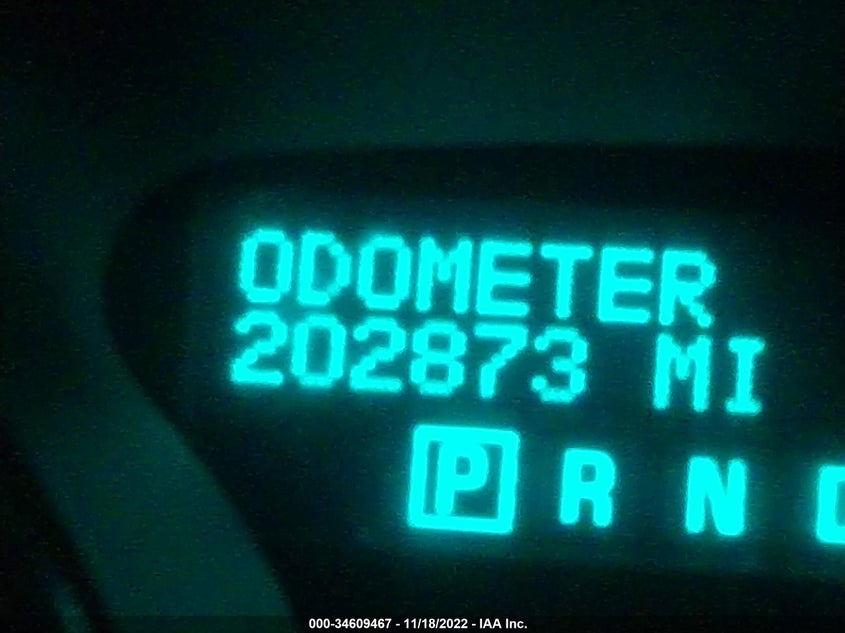 ODOMETER
202873 MI
P R N
000-34609467 - 11/18/2022 - IAA Inc.